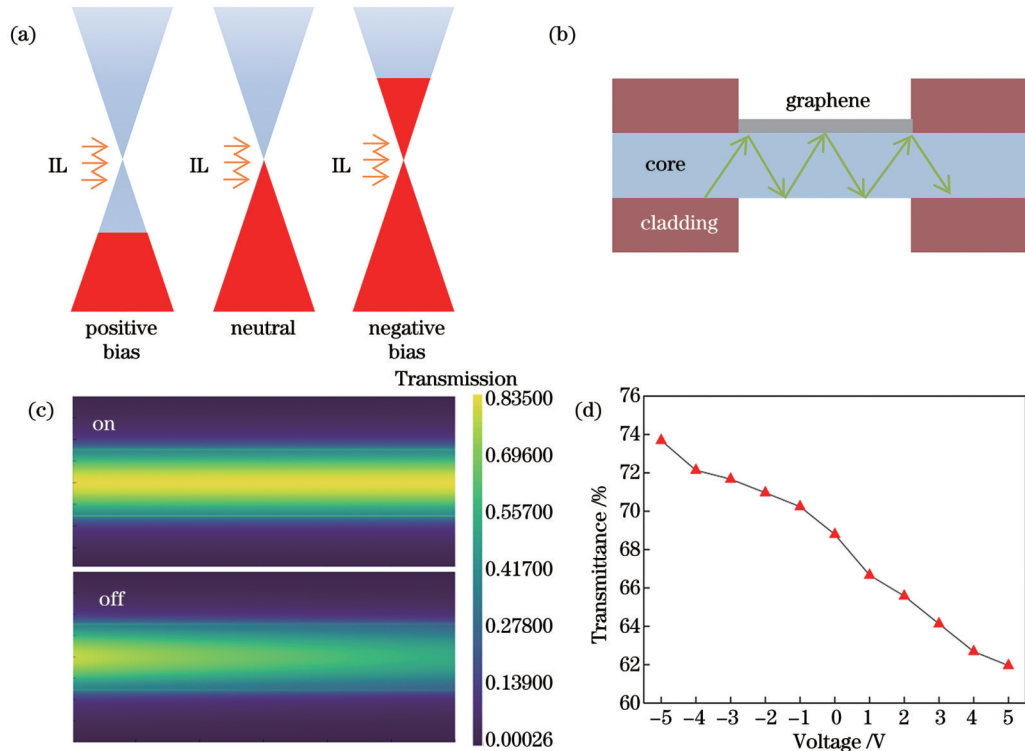 (a)
IL
IL
IL
positive
bias
neutral
negative
bias
(b)
graphene
core
cladding
(c)
on
off
Transmission
0.83500
0.69600
0.55700
0.41700
0.27800
0.13900
0.00026
(d)
Transmittance /%
76
74
72
70
68
66
64
62
60
−5 −4 −3 −2 −1 0 1 2 3 4 5
Voltage /V